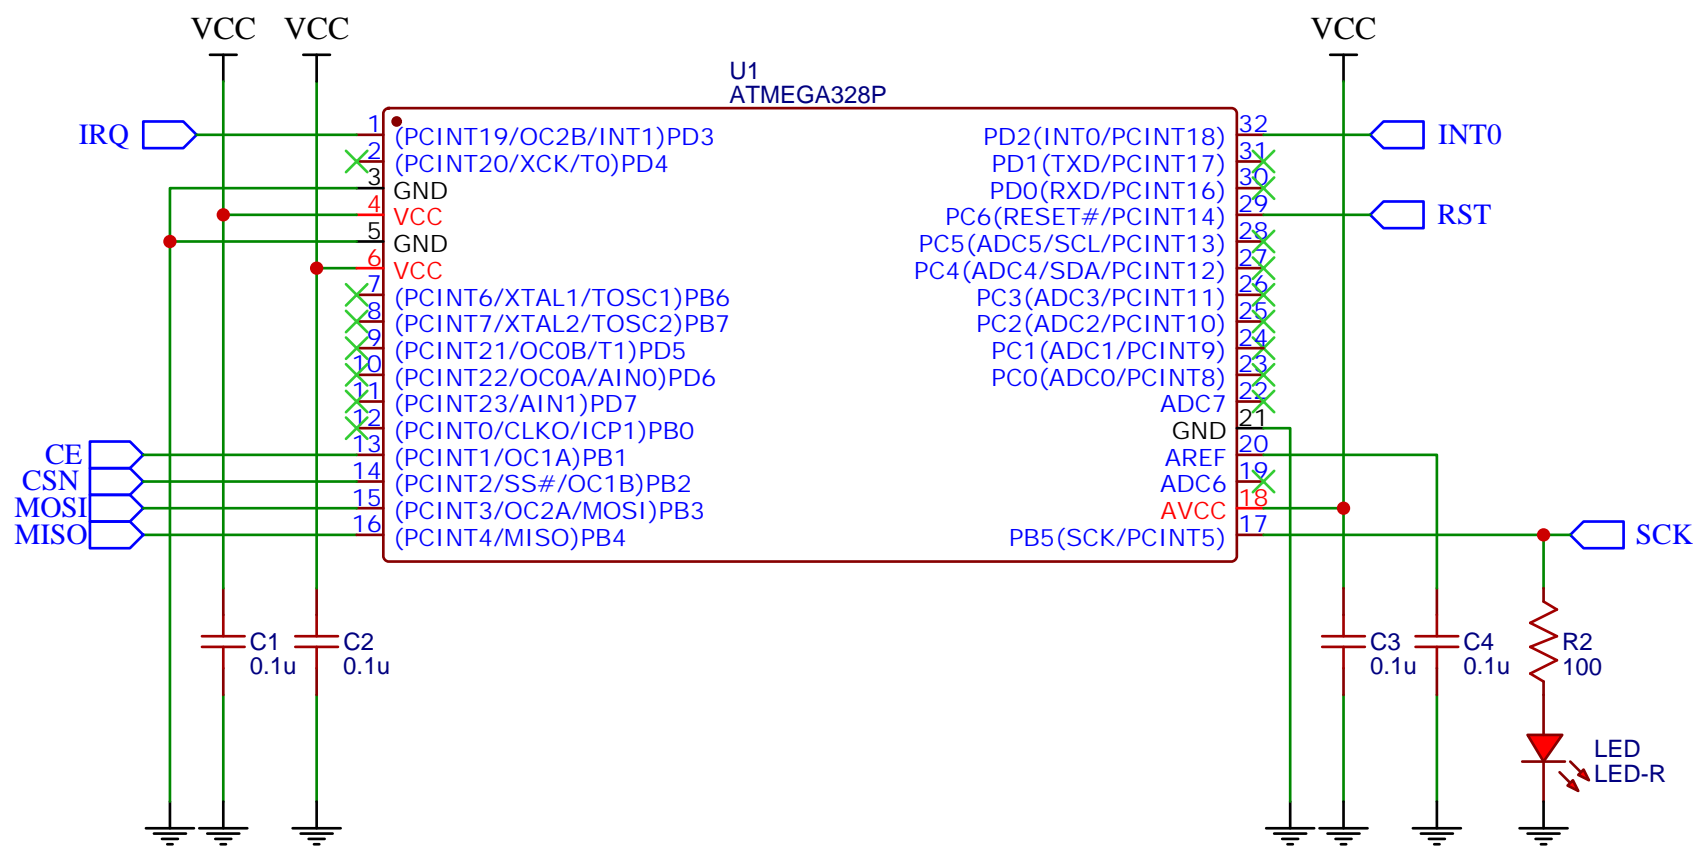 VCC VCC VCC
U1
ATMEGA328P
IRQ 1 (PCINT19/OC2B/INT1)PD3 PD2(INT0/PCINT18) 32 INT0
2 (PCINT20/XCK/T0)PD4 PD1(TXD/PCINT17) 31
3 GND PD0(RXD/PCINT16) 30
4 VCC PC6(RESET#/PCINT14) 29 RST
5 GND PC5(ADC5/SCL/PCINT13) 28
6 VCC PC4(ADC4/SDA/PCINT12) 27
7 (PCINT6/XTAL1/TOSC1)PB6 PC3(ADC3/PCINT11) 26
8 (PCINT7/XTAL2/TOSC2)PB7 PC2(ADC2/PCINT10) 25
9 (PCINT21/OC0B/T1)PD5 PC1(ADC1/PCINT9) 24
10 (PCINT22/OC0A/AIN0)PD6 PC0(ADC0/PCINT8) 23
11 (PCINT23/AIN1)PD7 ADC7 22
12 (PCINT0/CLKO/ICP1)PB0 GND 21
CE 13 (PCINT1/OC1A)PB1 AREF 20
CSN 14 (PCINT2/SS#/OC1B)PB2 ADC6 19
MOSI 15 (PCINT3/OC2A/MOSI)PB3 AVCC 18
MISO 16 (PCINT4/MISO)PB4 PB5(SCK/PCINT5) 17 SCK
C1 C2 C3 C4 R2
0.1u 0.1u 0.1u 0.1u 100
LED
LED-R